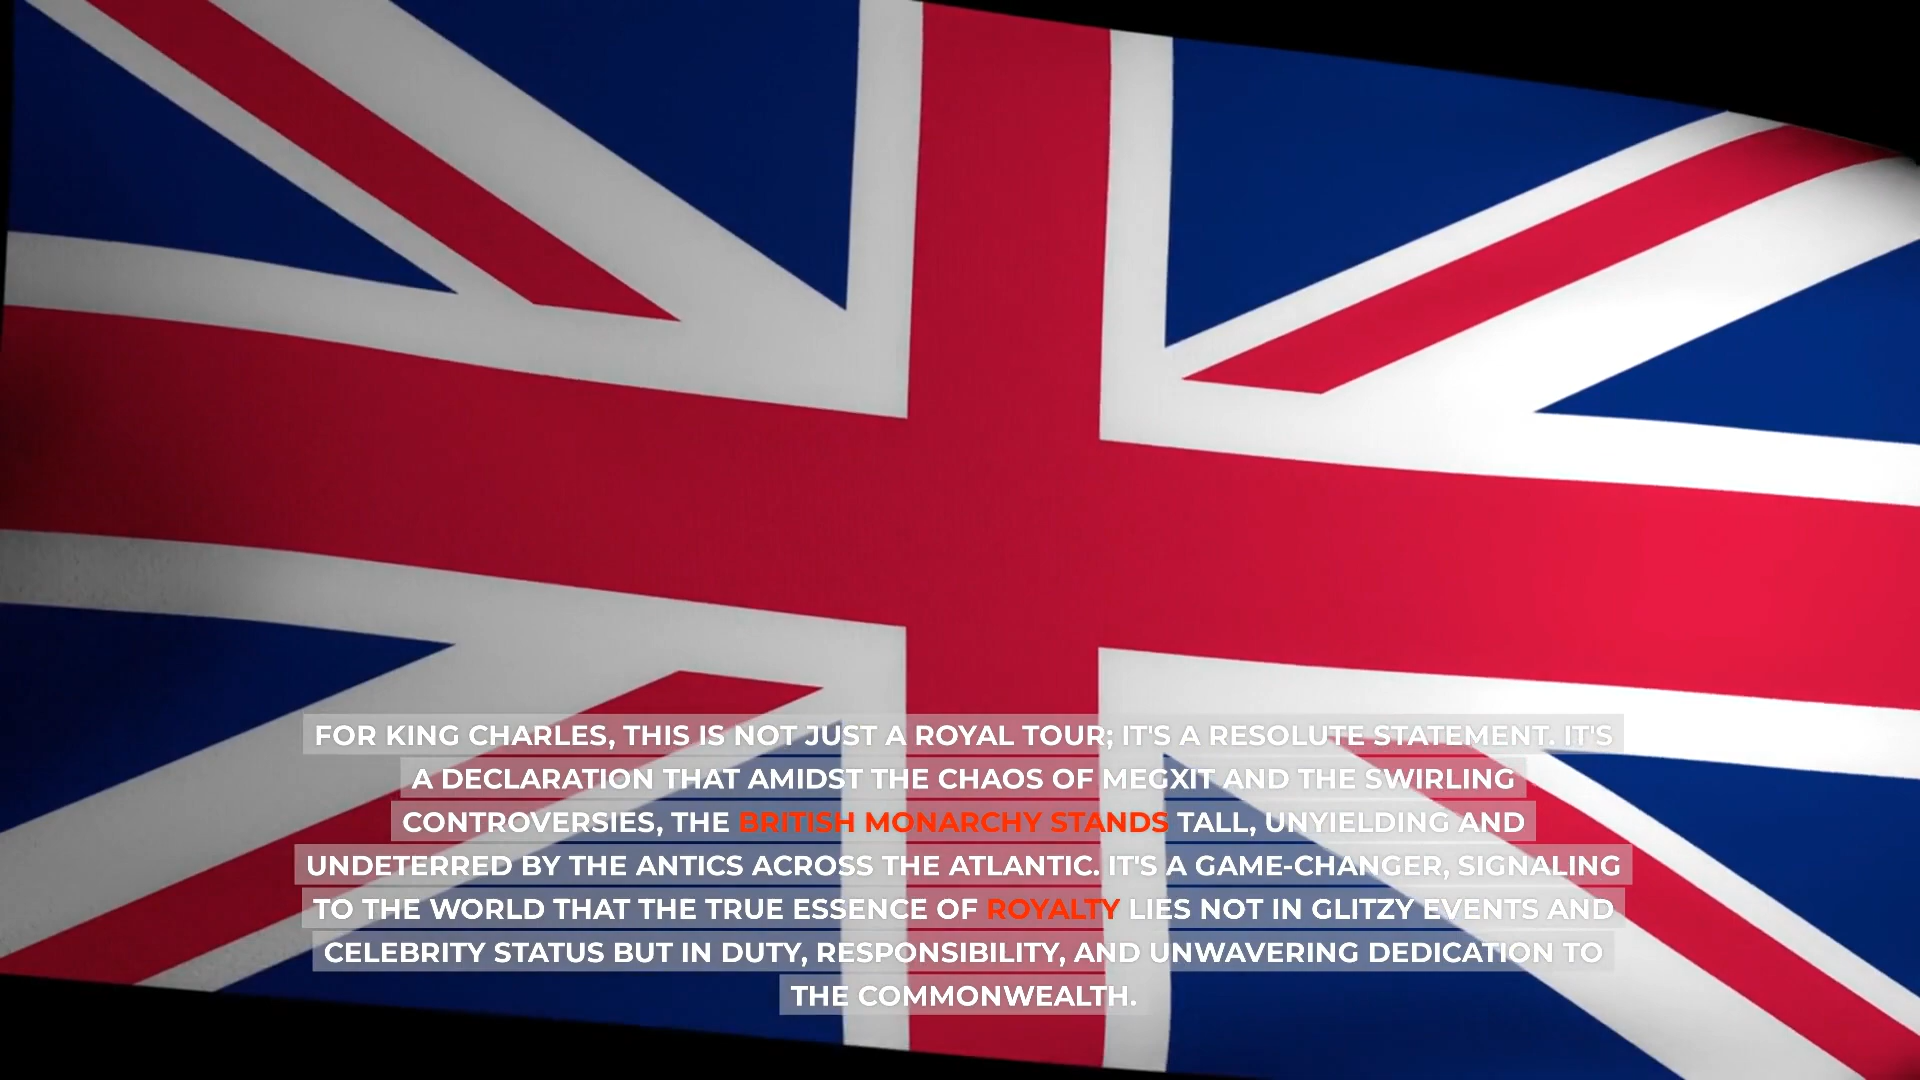 FOR KING CHARLES, THIS IS NOT JUST A ROYAL TOUR; IT'S A RESOLUTE STATEMENT. IT'S
A DECLARATION THAT AMIDST THE CHAOS OF MEGXIT AND THE SWIRLING
CONTROVERSIES, THE BRITISH MONARCHY STANDS TALL, UNYIELDING AND
UNDETERRED BY THE ANTICS ACROSS THE ATLANTIC. IT'S A GAME-CHANGER, SIGNALING
TO THE WORLD THAT THE TRUE ESSENCE OF ROYALTY LIES NOT IN GLITZY EVENTS AND
CELEBRITY STATUS BUT IN DUTY, RESPONSIBILITY, AND UNWAVERING DEDICATION TO
THE COMMONWEALTH.